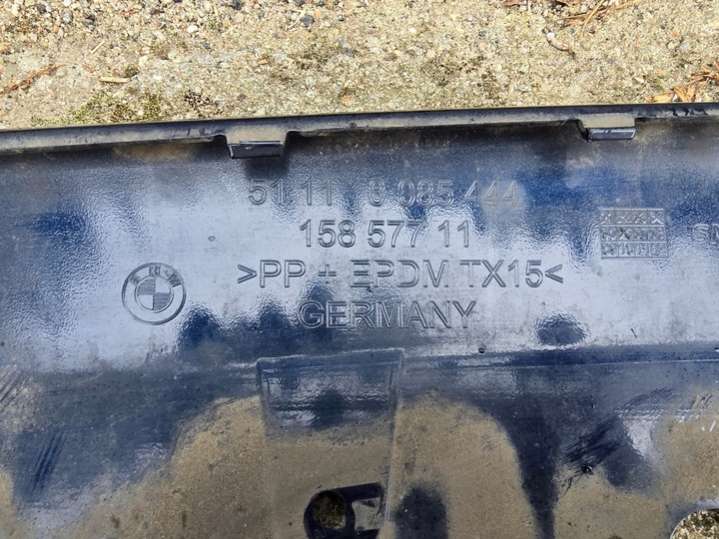 51.11 8 085 444
158 577 11
>PP + EPDM TX15<
GERMANY